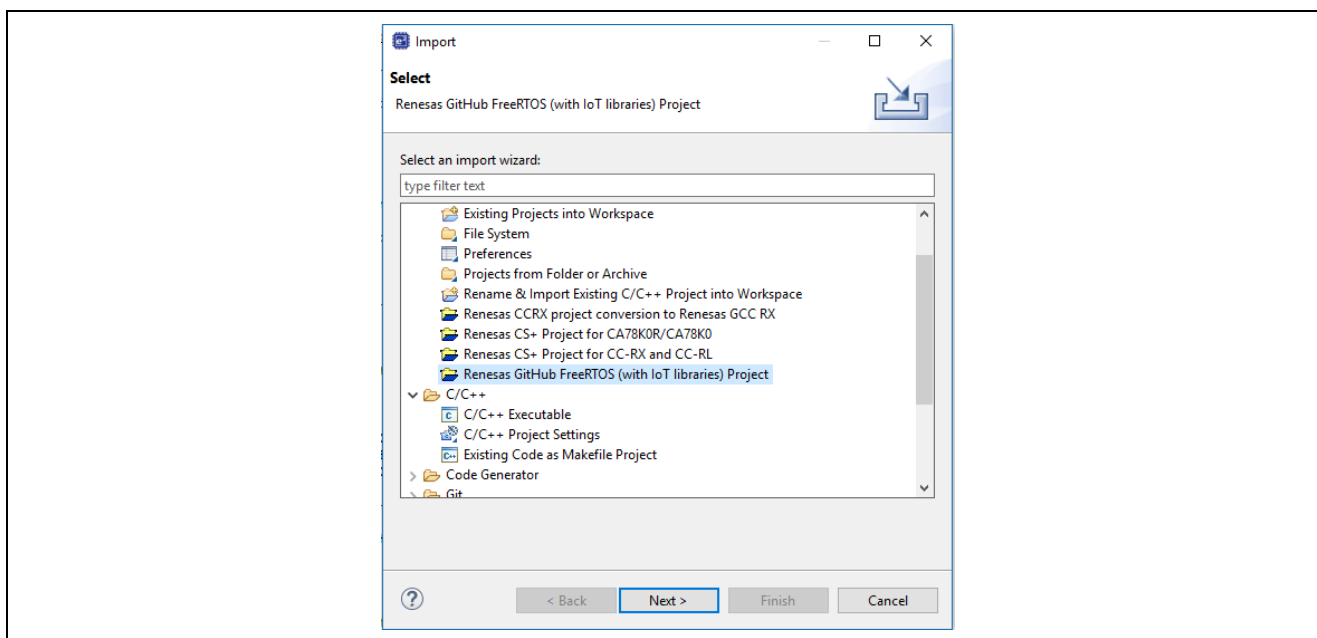 Import
Select
Renesas GitHub FreeRTOS (with IoT libraries) Project
Select an import wizard:
type filter text
Existing Projects into Workspace
File System
Preferences
Projects from Folder or Archive
Rename & Import Existing C/C++ Project into Workspace
Renesas CCRX project conversion to Renesas GCC RX
Renesas CS+ Project for CA78K0R/CA78K0
Renesas CS+ Project for CC-RX and CC-RL
Renesas GitHub FreeRTOS (with IoT libraries) Project
C/C++
C/C++ Executable
C/C++ Project Settings
Existing Code as Makefile Project
Code Generator
Git
< Back Next > Finish Cancel